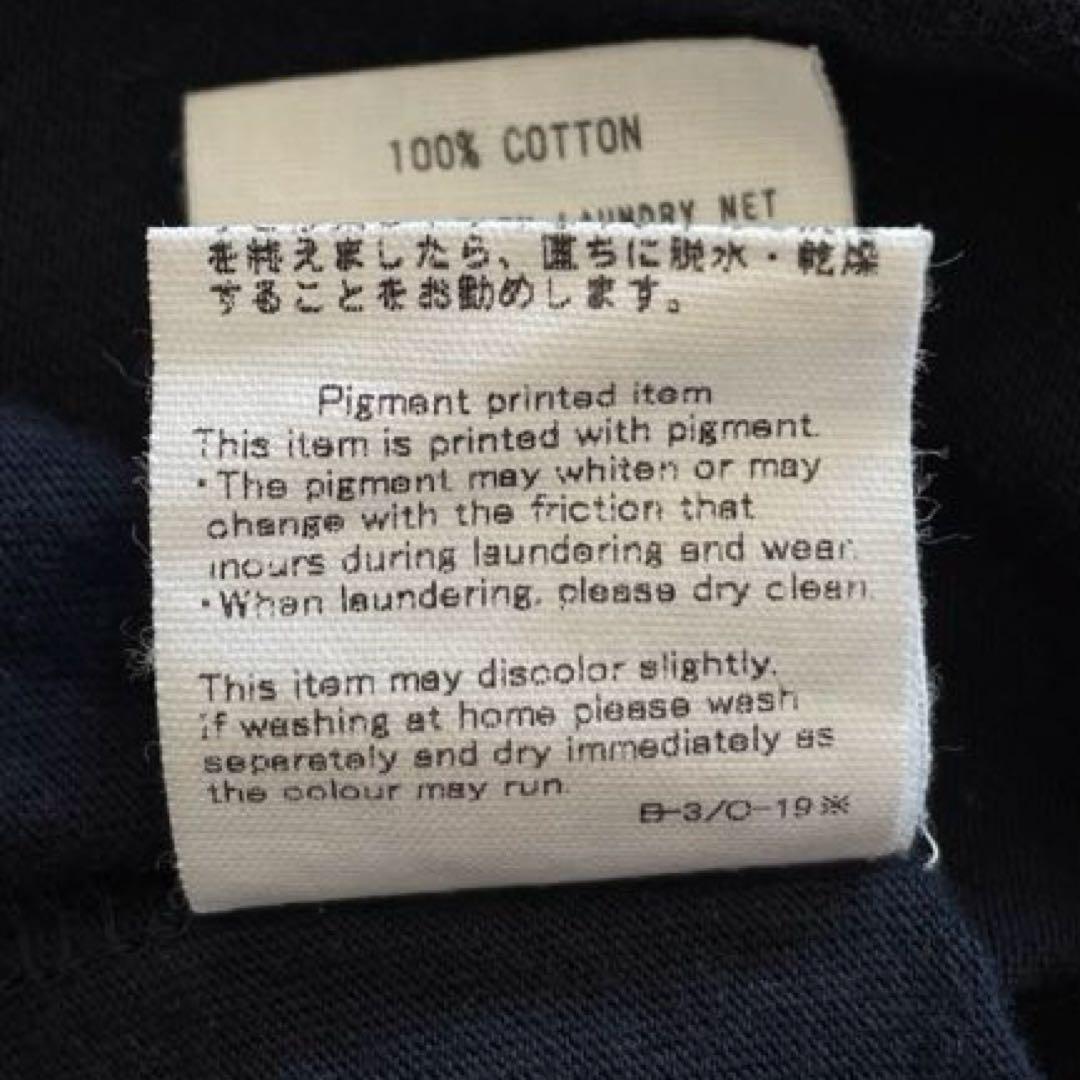 100% COTTON
LAUNDRY NET
を終えましたら、直ちに脱水・乾燥
することをお勧めします。
Pigment printed item
This item is printed with pigment.
・The pigment may whiten or may
change with the friction that
incurs during laundering and wear.
・When laundering, please dry clean.
This item may discolor slightly.
If washing at home please wash
seperetely and dry immediately as
the colour may run.
B-3/C-19※